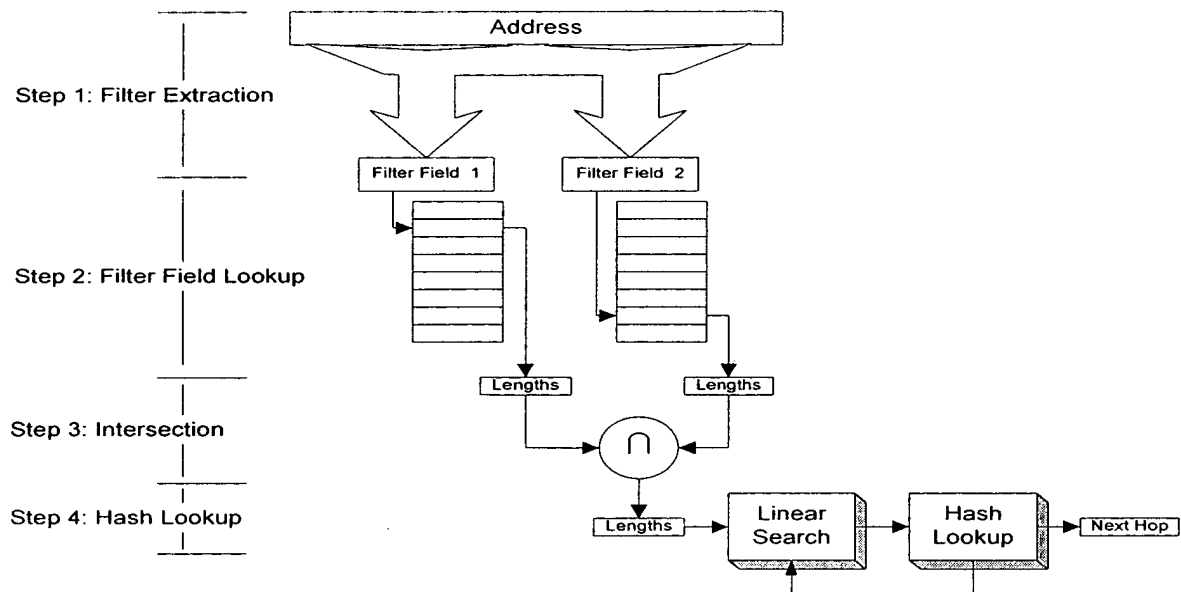 Address
Step 1: Filter Extraction
Filter Field 1
Filter Field 2
Step 2: Filter Field Lookup
Lengths
Lengths
Step 3: Intersection
∩
Step 4: Hash Lookup
Lengths
Linear
Search
Hash
Lookup
Next Hop